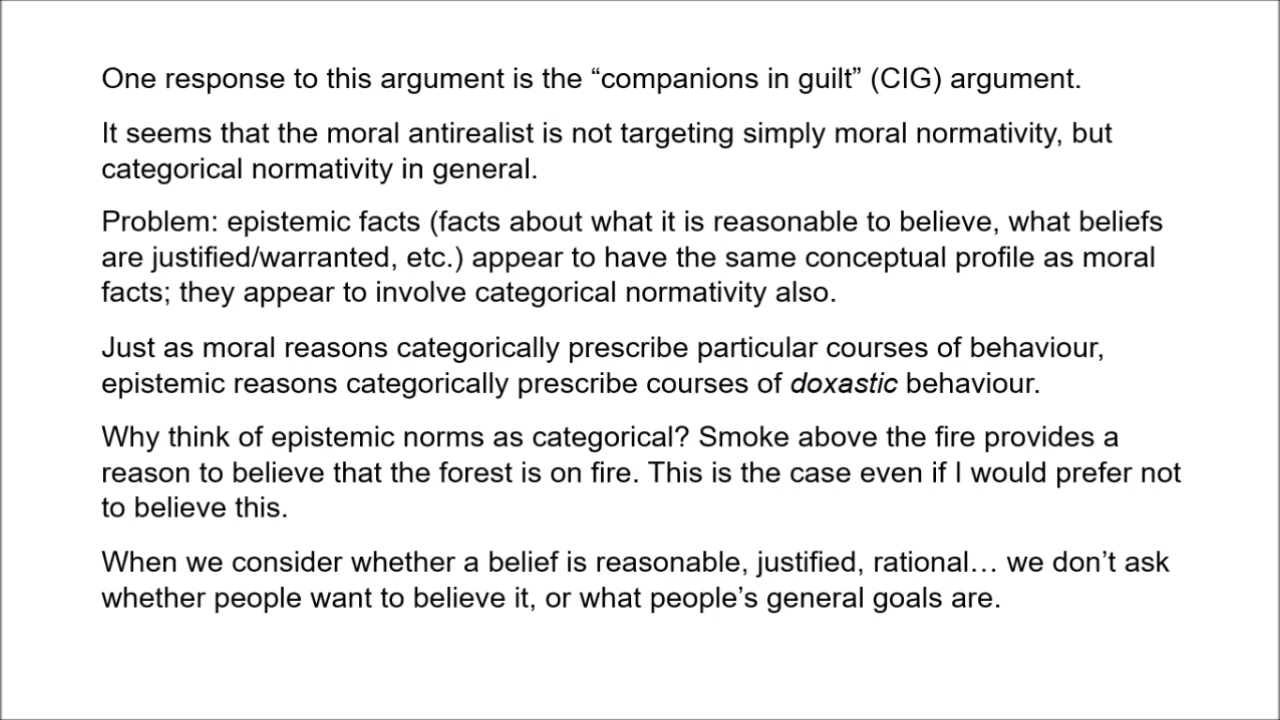 One response to this argument is the “companions in guilt” (CIG) argument.
It seems that the moral antirealist is not targeting simply moral normativity, but
categorical normativity in general.
Problem: epistemic facts (facts about what it is reasonable to believe, what beliefs
are justified/warranted, etc.) appear to have the same conceptual profile as moral
facts; they appear to involve categorical normativity also.
Just as moral reasons categorically prescribe particular courses of behaviour,
epistemic reasons categorically prescribe courses of doxastic behaviour.
Why think of epistemic norms as categorical? Smoke above the fire provides a
reason to believe that the forest is on fire. This is the case even if I would prefer not
to believe this.
When we consider whether a belief is reasonable, justified, rational… we don’t ask
whether people want to believe it, or what people’s general goals are.